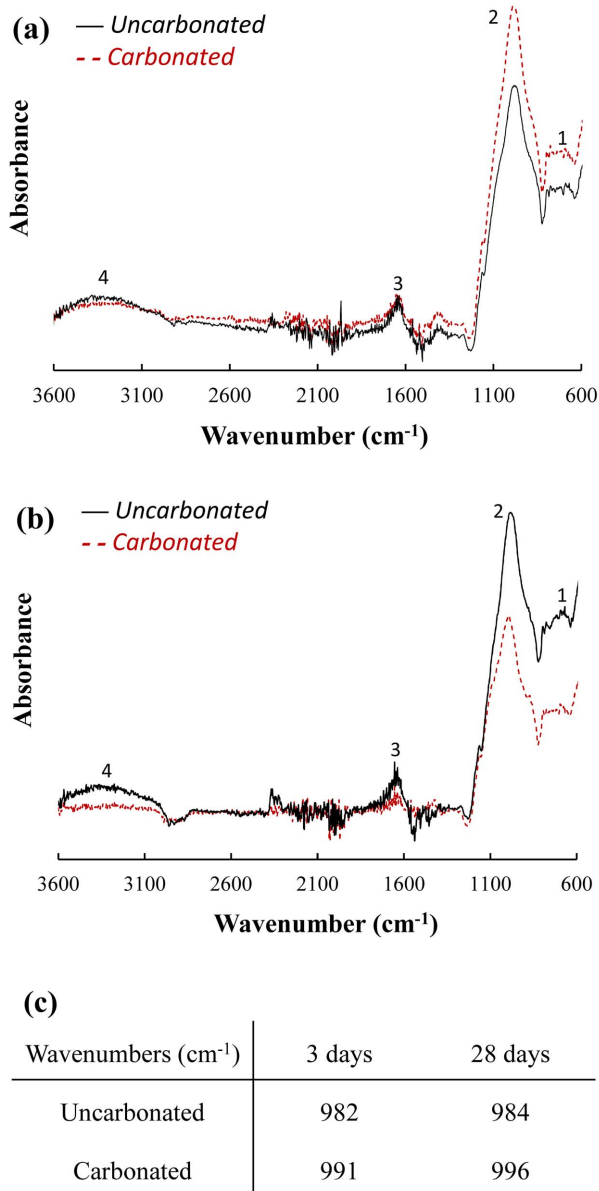 (a)
Uncarbonated
Carbonated
2
1
4
3
Absorbance
3600 3100 2600 2100 1600 1100 600
Wavenumber (cm⁻¹)
(b)
Uncarbonated
Carbonated
2
1
4
3
Absorbance
3600 3100 2600 2100 1600 1100 600
Wavenumber (cm⁻¹)
(c)
Wavenumbers (cm⁻¹) 3 days 28 days
Uncarbonated 982 984
Carbonated 991 996